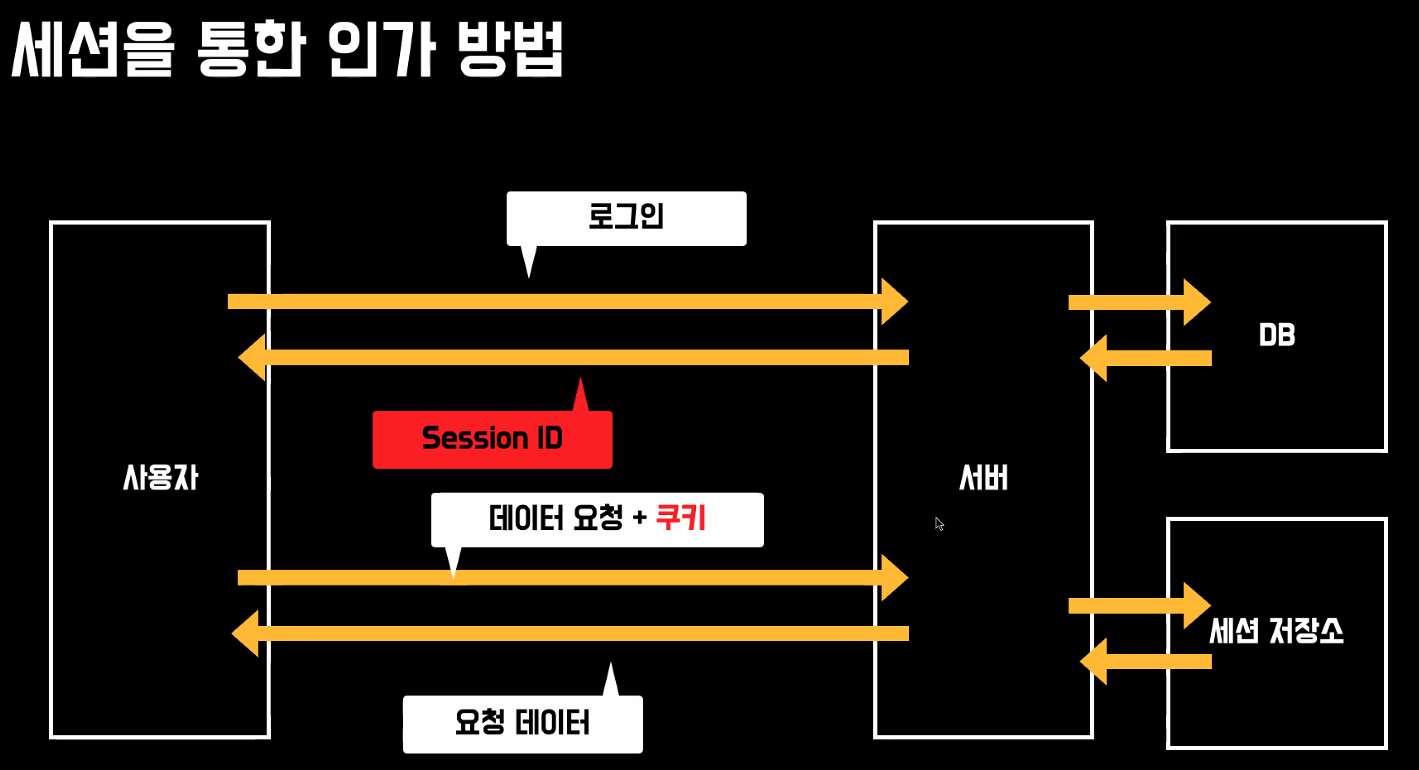 세션을 통한 인가 방법
로그인
DB
Session ID
사용자
서버
데이터 요청 + 쿠키
세션 저장소
요청 데이터